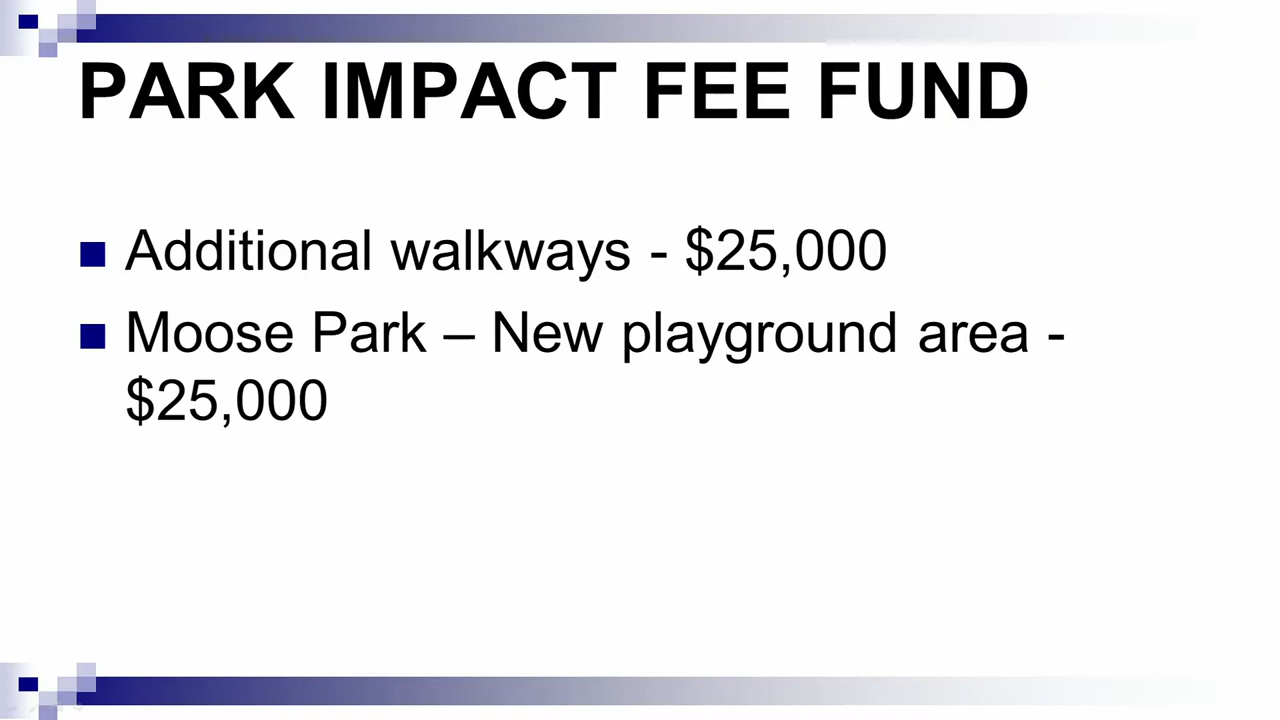 PARK IMPACT FEE FUND
Additional walkways - $25,000
Moose Park – New playground area -
$25,000